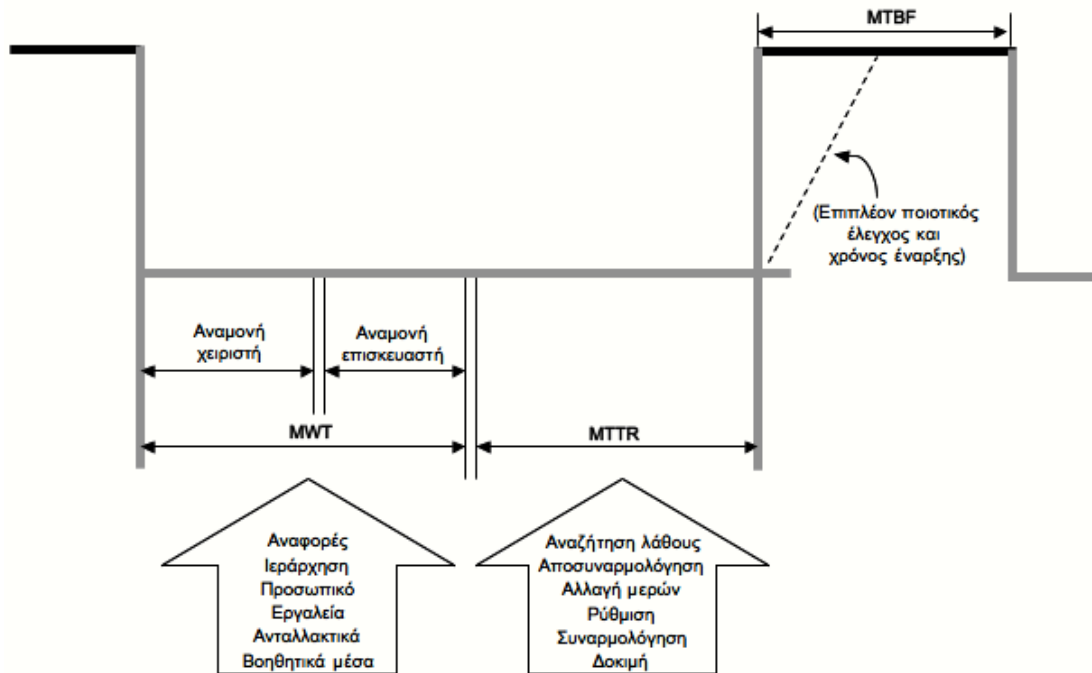 MTBF
(Επιπλέον ποιοτικός
έλεγχος και
χρόνος έναρξης)
Αναμονή
χειριστή
Αναμονή
επισκευαστή
MWT
MTTR
Αναφορές
Ιεράρχηση
Προσωπικό
Εργαλεία
Ανταλλακτικά
Βοηθητικά μέσα
Αναζήτηση λάθους
Αποσυναρμολόγηση
Αλλαγή μερών
Ρύθμιση
Συναρμολόγηση
Δοκιμή